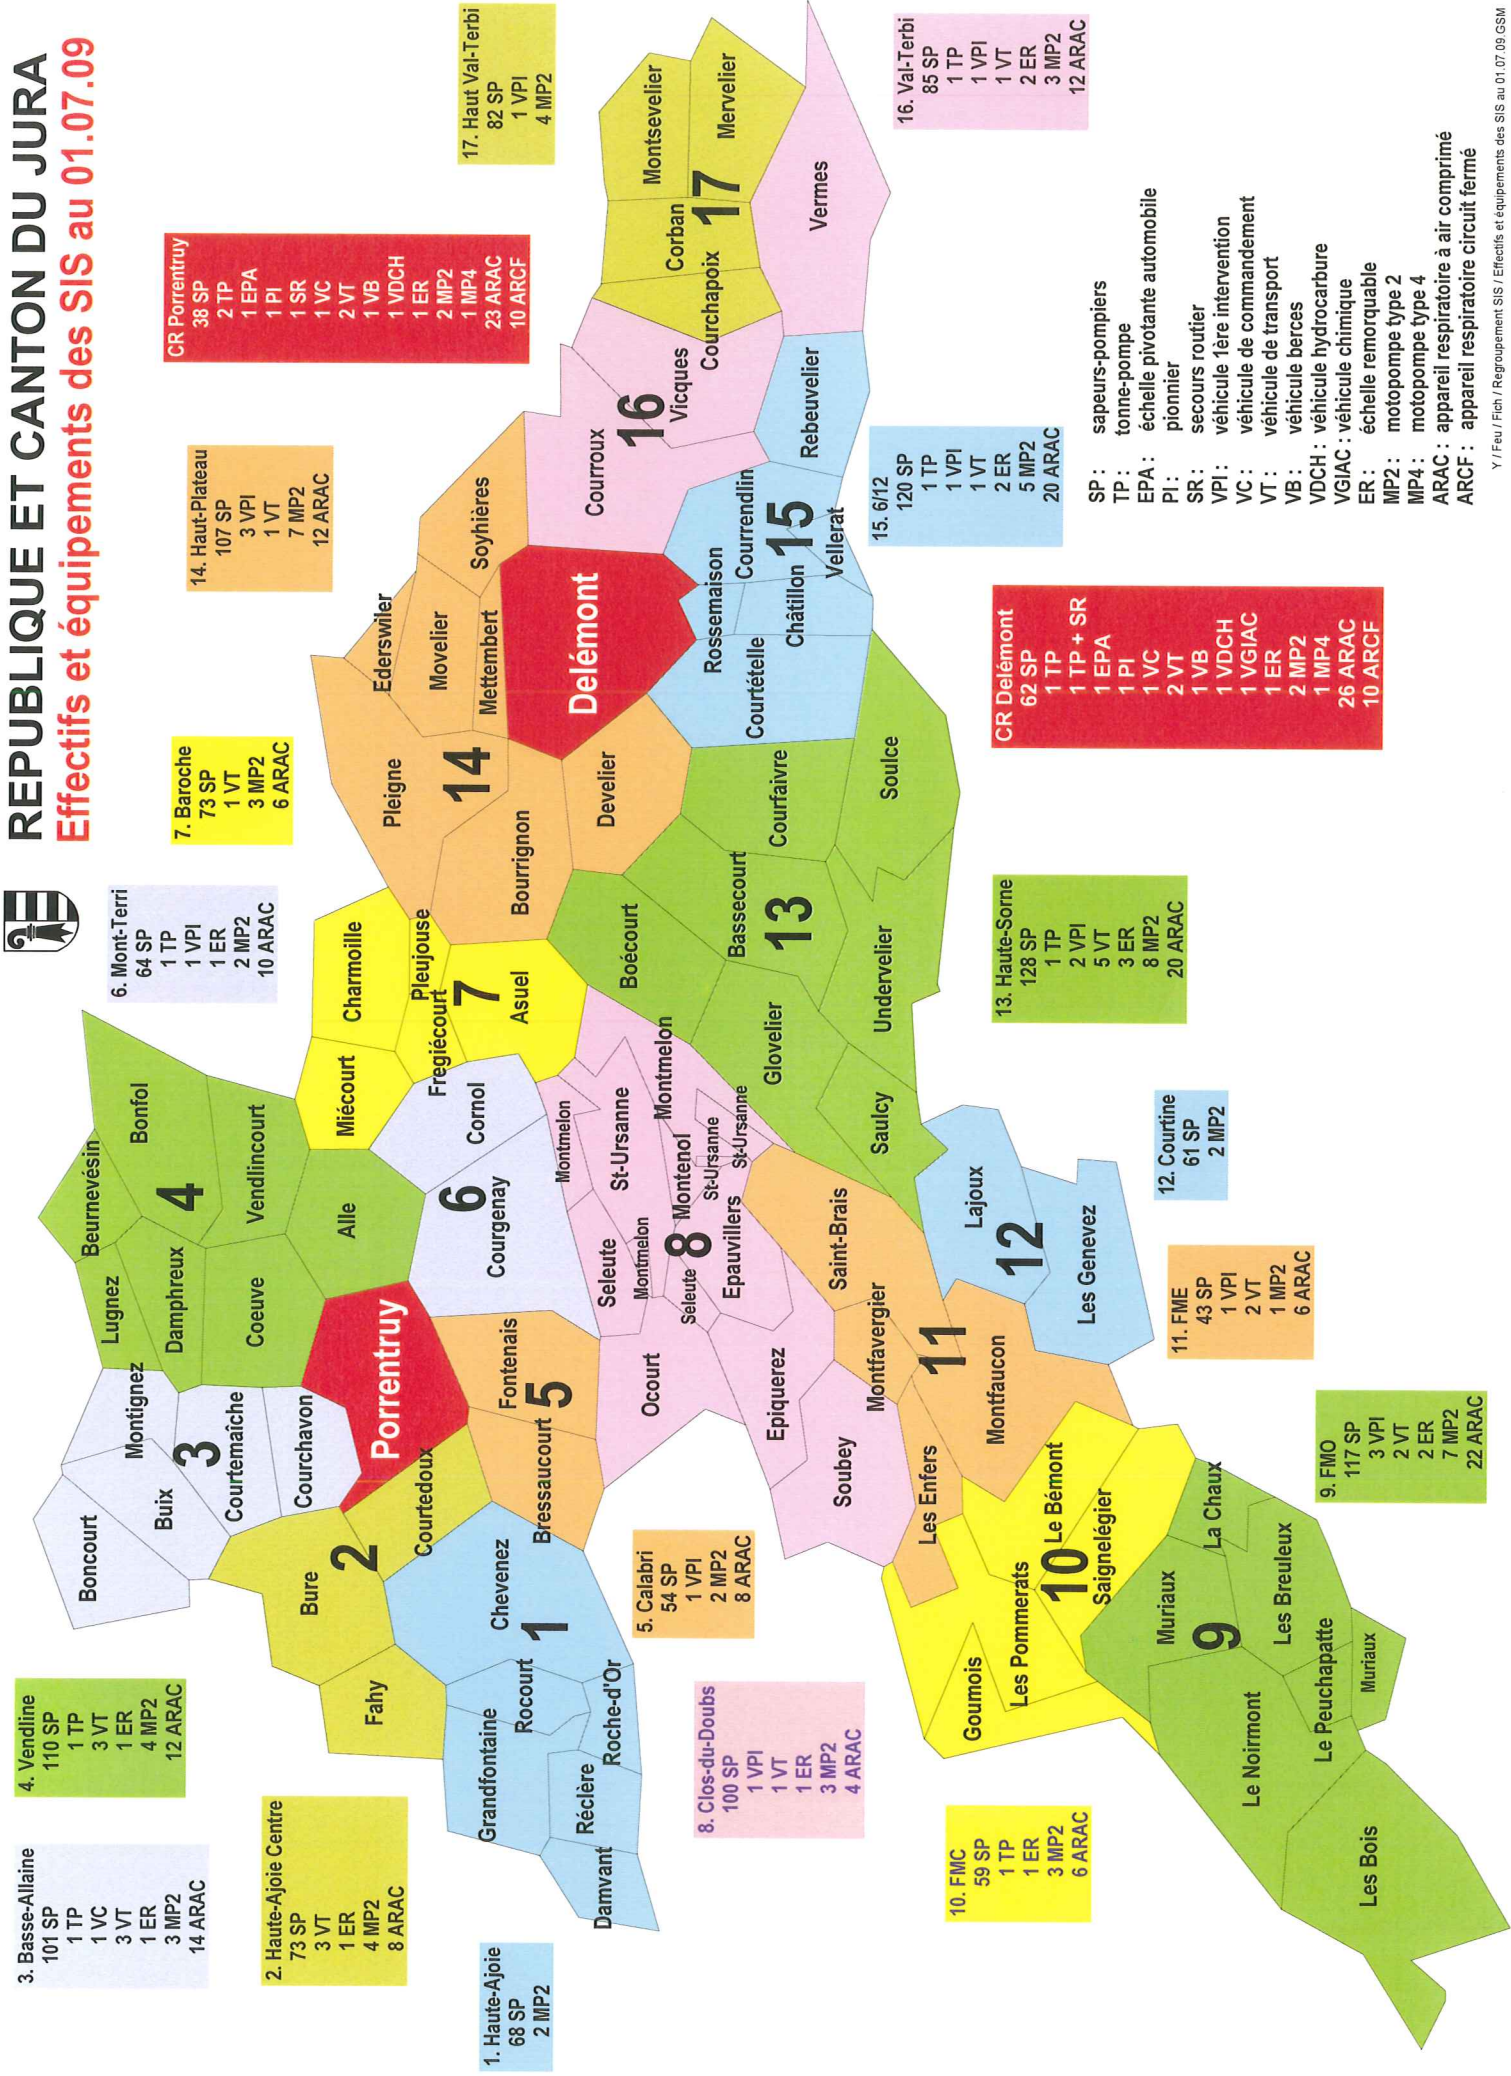 REPUBLIQUE ET CANTON DU JURA
Effectifs et équipements des SIS au 01.07.09
3. Basse-Allaine
101 SP
1 TP
1 VC
3 VT
1 ER
3 MP2
14 ARAC
4. Vendline
110 SP
1 TP
3 VT
1 ER
4 MP2
12 ARAC
6. Mont-Terri
64 SP
1 TP
1 VPI
1 ER
2 MP2
10 ARAC
7. Baroche
73 SP
1 VT
3 MP2
6 ARAC
14. Haut-Plateau
107 SP
3 VPI
1 VT
7 MP2
12 ARAC
CR Porrentruy
38 SP
2 TP
1 EPA
1 PI
1 SR
1 VC
2 VT
1 VB
1 VDCH
1 ER
2 MP2
1 MP4
23 ARAC
10 ARCF
17. Haut Val-Terbi
82 SP
1 VPI
4 MP2
2. Haute-Ajoie Centre
73 SP
3 VT
1 ER
4 MP2
8 ARAC
1. Haute-Ajoie
68 SP
2 MP2
5. Calabri
54 SP
1 VPI
2 MP2
8 ARAC
8. Clos-du-Doubs
100 SP
1 VPI
1 VT
1 ER
3 MP2
4 ARAC
10. FMC
59 SP
1 TP
1 ER
3 MP2
6 ARAC
9. FMO
117 SP
3 VPI
2 VT
2 ER
7 MP2
22 ARAC
11. FME
43 SP
1 VPI
2 VT
1 MP2
6 ARAC
12. Courtine
61 SP
2 MP2
13. Haute-Sorne
128 SP
1 TP
2 VPI
5 VT
3 ER
8 MP2
20 ARAC
CR Delémont
62 SP
1 TP
1 TP + SR
1 EPA
1 PI
1 VC
2 VT
1 VB
1 VDCH
1 VGIAC
1 ER
2 MP2
1 MP4
26 ARAC
10 ARCF
15. 6/12
120 SP
1 TP
1 VPI
1 VT
2 ER
5 MP2
20 ARAC
16. Val-Terbi
85 SP
1 TP
1 VPI
1 VT
2 ER
3 MP2
12 ARAC
Boncourt
Buix
Montignez
3
Courtemaîche
Courchavon
Lugnez
Beurnevésin
Damphreux
4
Bonfol
Coeuve
Vendincourt
Alle
Porrentruy
Bure
2
Fahy
Courtedoux
Grandfontaine
Rocourt
Chevenez
1
Réclère
Roche-d'Or
Damvant
Bressaucourt
Fontenais
5
6
Courgenay
Cornol
Miécourt
Charmoille
Fregiécourt
Pleujouse
7
Asuel
Pleigne
14
Ederswiler
Movelier
Mettembert
Soyhières
Bourrignon
Develier
Delémont
Courroux
16
Vicques
Courchapoix
Corban
17
Montsevelier
Mervelier
Vermes
Rebeuvelier
Courrendlin
15
Rossemaison
Châtillon
Vellerat
Courtételle
Boécourt
Bassecourt
13
Courfaivre
Soulce
Glovelier
Undervelier
Saulcy
Montmelon
St-Ursanne
Seleute
Montmelon
Montmelon
8
Montenol
St-Ursanne
St-Ursanne
Seleute
Epauvillers
Ocourt
Epiquerez
Soubey
Saint-Brais
Montfavergier
11
Les Enfers
Montfaucon
Lajoux
12
Les Genevez
Goumois
Les Pommerats
10
Le Bémont
Saignelégier
Muriaux
9
La Chaux
Les Breuleux
Le Noirmont
Le Peuchapatte
Muriaux
Les Bois
SP : sapeurs-pompiers
TP : tonne-pompe
EPA : échelle pivotante automobile
PI : pionnier
SR : secours routier
VPI : véhicule 1ère intervention
VC : véhicule de commandement
VT : véhicule de transport
VB : véhicule berces
VDCH : véhicule hydrocarbure
VGIAC : véhicule chimique
ER : échelle remorquable
MP2 : motopompe type 2
MP4 : motopompe type 4
ARAC : appareil respiratoire à air comprimé
ARCF : appareil respiratoire circuit fermé
Y / Feu / Fich / Regroupement SIS / Effectifs et équipements des SIS au 01.07.09.GSM